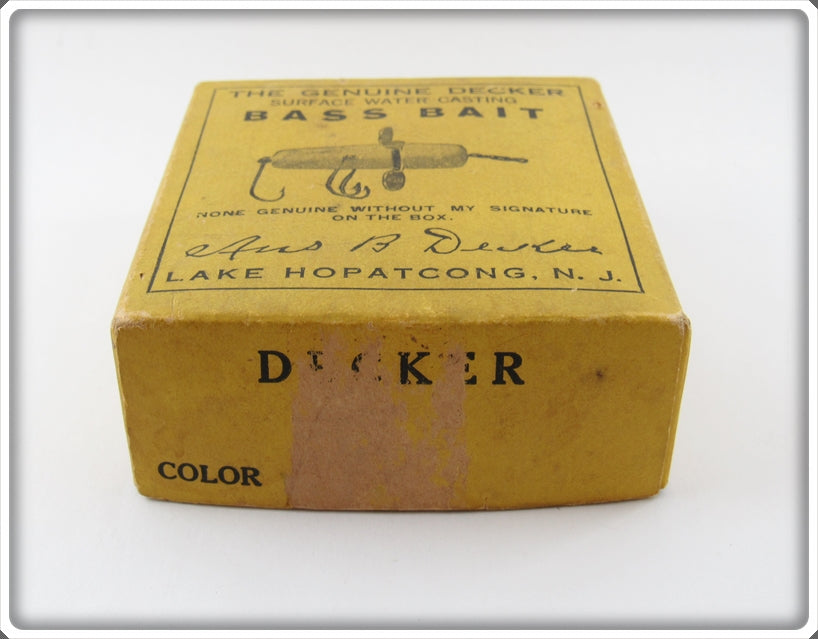 THE GENUINE DECKER
SURFACE WATER CASTING
BASS BAIT
NONE GENUINE WITHOUT MY SIGNATURE
ON THE BOX.
Ans B Decker
LAKE HOPATCONG, N. J.
DECKER
COLOR